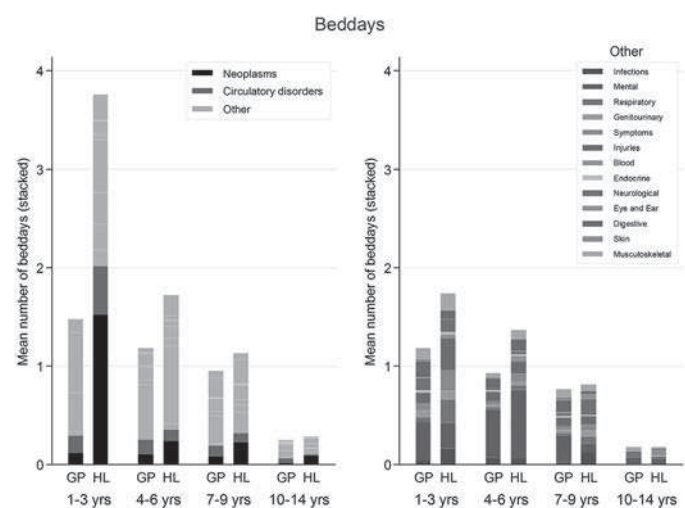 Beddays
Mean number of beddays (stacked)
4
3
2
1
0
Neoplasms
Circulatory disorders
Other
GP HL GP HL GP HL GP HL
1-3 yrs 4-6 yrs 7-9 yrs 10-14 yrs
Mean number of beddays (stacked)
4
3
2
1
0
Other
Infections
Mental
Respiratory
Genitourinary
Symptoms
Injuries
Blood
Endocrine
Neurological
Eye and Ear
Digestive
Skin
Musculoskeletal
GP HL GP HL GP HL GP HL
1-3 yrs 4-6 yrs 7-9 yrs 10-14 yrs